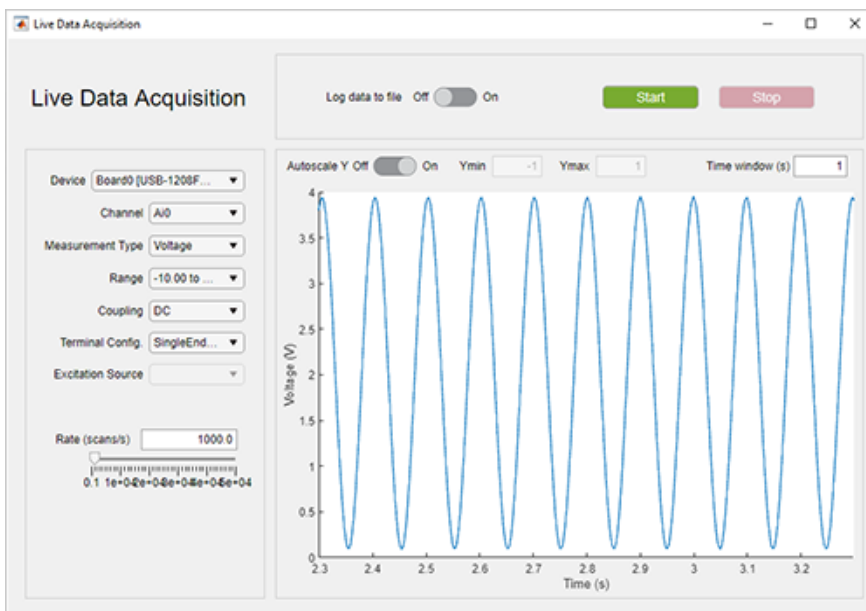 Live Data Acquisition
Live Data Acquisition
Log data to file Off On
Start
Stop
Device Board0 [USB-1208F...
Channel Ai0
Measurement Type Voltage
Range -10.00 to ...
Coupling DC
Terminal Config. SingleEnd...
Excitation Source
Rate (scans/s) 1000.0
0.1
Autoscale Y Off On Ymin -1 Ymax 1 Time window (s) 1
4
3.5
3
2.5
2
1.5
1
0.5
0
Voltage (V)
2.3 2.4 2.5 2.6 2.7 2.8 2.9 3 3.1 3.2
Time (s)